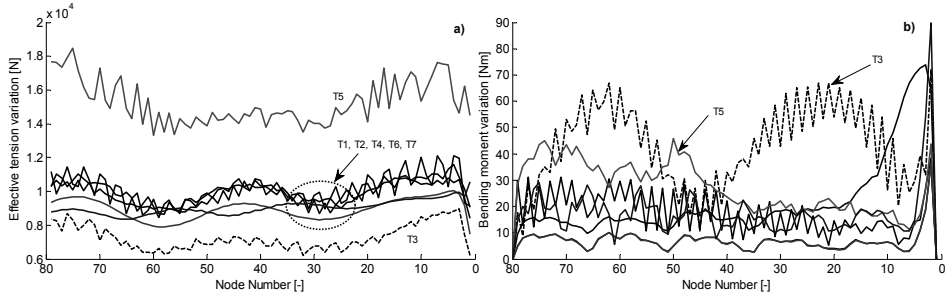 2 x 10⁴
a)
1.8
1.6
1.4
1.2
1
0.8
0.6
Effective tension variation [N]
T5
T1, T2, T4, T6, T7
T3
80 70 60 50 40 30 20 10 0
Node Number [-]
b)
90
80
70
60
50
40
30
20
10
0
Bending moment variation [Nm]
T3
T5
80 70 60 50 40 30 20 10 0
Node Number [-]